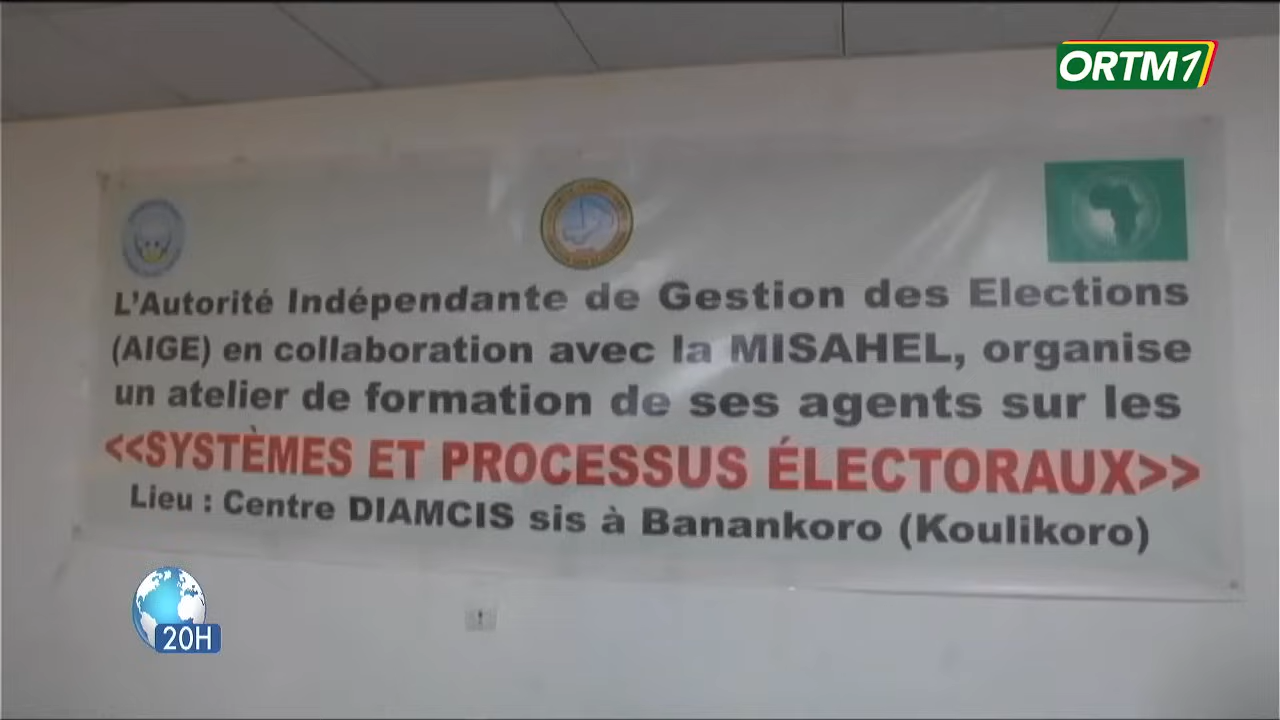 ORTM1
L'Autorité Indépendante de Gestion des Elections
(AIGE) en collaboration avec la MISAHEL, organise
un atelier de formation de ses agents sur les
<<SYSTÈMES ET PROCESSUS ÉLECTORAUX>>
Lieu : Centre DIAMCIS sis à Banankoro (Koulikoro)
20H